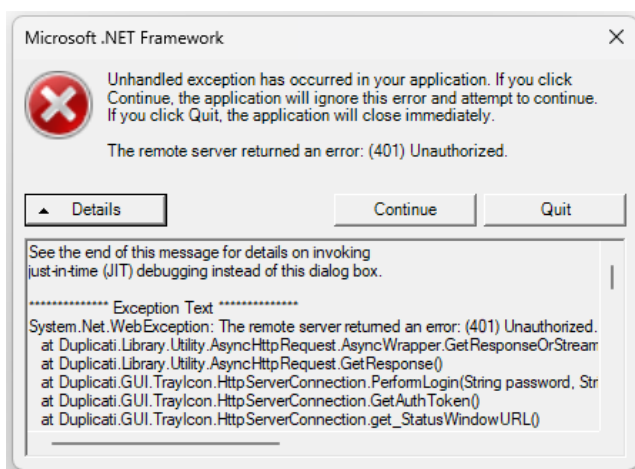 Microsoft .NET Framework
Unhandled exception has occurred in your application. If you click
Continue, the application will ignore this error and attempt to continue.
If you click Quit, the application will close immediately.
The remote server returned an error: (401) Unauthorized.
Details
Continue
Quit
See the end of this message for details on invoking
just-in-time (JIT) debugging instead of this dialog box.
************** Exception Text **************
System.Net.WebException: The remote server returned an error: (401) Unauthorized.
at Duplicati.Library.Utility.AsyncHttpRequest.AsyncWrapper.GetResponseOrStream
at Duplicati.Library.Utility.AsyncHttpRequest.GetResponse()
at Duplicati.GUI.TrayIcon.HttpServerConnection.PerformLogin(String password, Str
at Duplicati.GUI.TrayIcon.HttpServerConnection.GetAuthToken()
at Duplicati.GUI.TrayIcon.HttpServerConnection.get_StatusWindowURL()